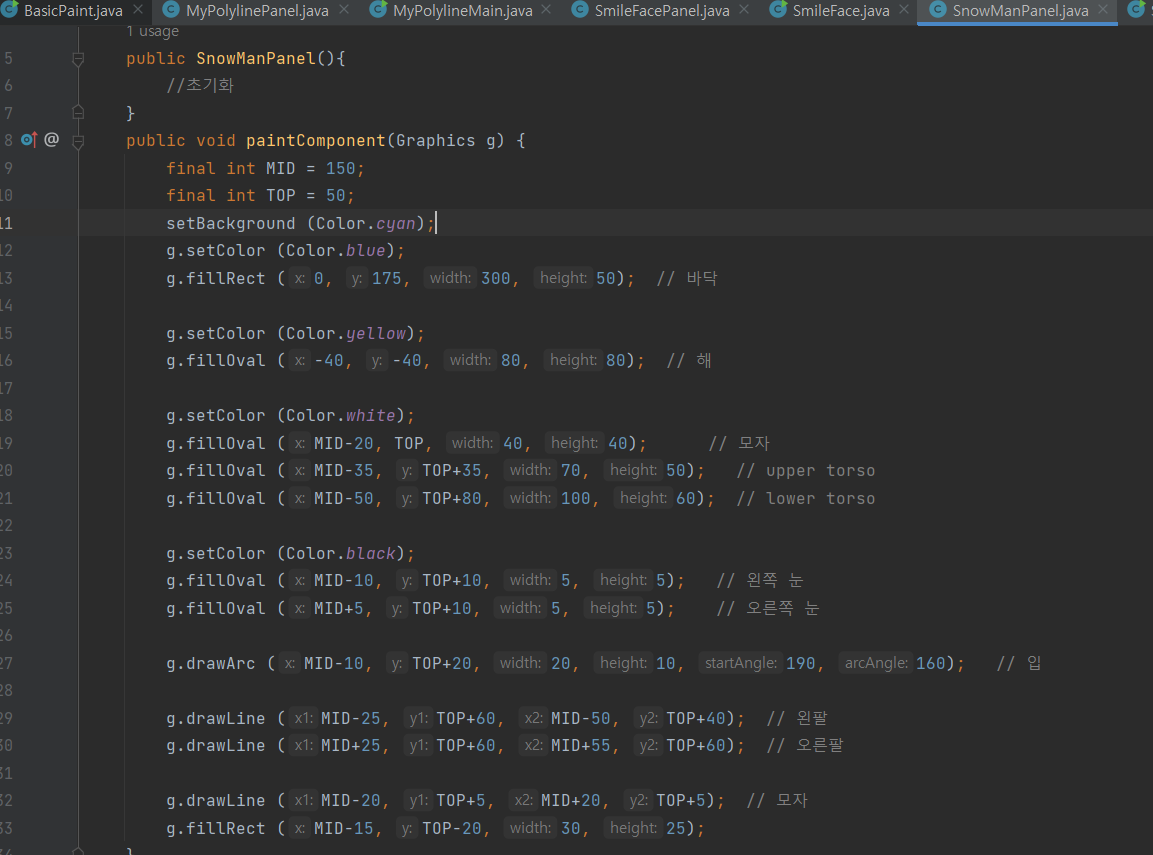 BasicPaint.java MyPolylinePanel.java MyPolylineMain.java SmileFacePanel.java SmileFace.java SnowManPanel.java
1 usage
5 public SnowManPanel(){
6 //초기화
7 }
8 @ public void paintComponent(Graphics g) {
9 final int MID = 150;
10 final int TOP = 50;
11 setBackground (Color.cyan);
12 g.setColor (Color.blue);
13 g.fillRect ( x: 0, y: 175, width: 300, height: 50); // 바닥
14
15 g.setColor (Color.yellow);
16 g.fillOval ( x: -40, y: -40, width: 80, height: 80); // 해
17
18 g.setColor (Color.white);
19 g.fillOval ( x: MID-20, TOP, width: 40, height: 40); // 모자
20 g.fillOval ( x: MID-35, y: TOP+35, width: 70, height: 50); // upper torso
21 g.fillOval ( x: MID-50, y: TOP+80, width: 100, height: 60); // lower torso
22
23 g.setColor (Color.black);
24 g.fillOval ( x: MID-10, y: TOP+10, width: 5, height: 5); // 왼쪽 눈
25 g.fillOval ( x: MID+5, y: TOP+10, width: 5, height: 5); // 오른쪽 눈
26
27 g.drawArc ( x: MID-10, y: TOP+20, width: 20, height: 10, startAngle: 190, arcAngle: 160); // 입
28
29 g.drawLine ( x1: MID-25, y1: TOP+60, x2: MID-50, y2: TOP+40); // 왼팔
30 g.drawLine ( x1: MID+25, y1: TOP+60, x2: MID+55, y2: TOP+60); // 오른팔
31
32 g.drawLine ( x1: MID-20, y1: TOP+5, x2: MID+20, y2: TOP+5); // 모자
33 g.fillRect ( x: MID-15, y: TOP-20, width: 30, height: 25);
34 }